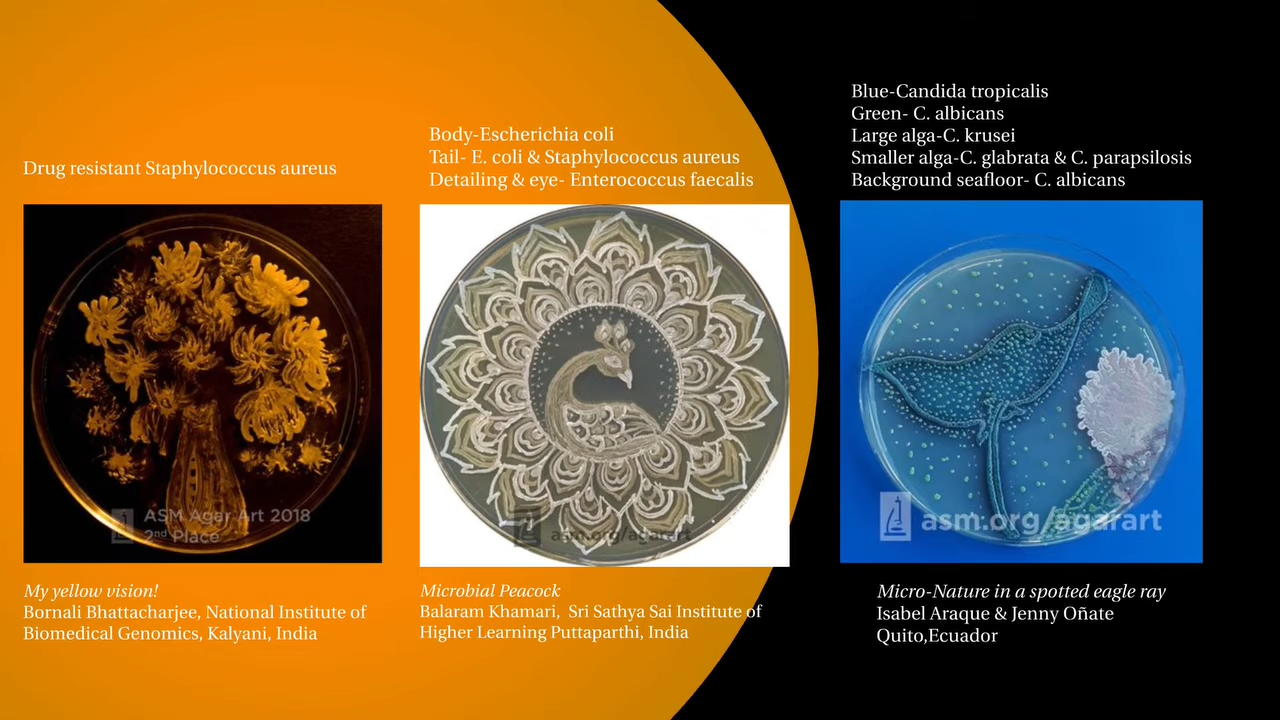 Drug resistant Staphylococcus aureus
ASM Agar Art 2018
2nd Place
My yellow vision!
Bornali Bhattacharjee, National Institute of
Biomedical Genomics, Kalyani, India
Body-Escherichia coli
Tail- E. coli & Staphylococcus aureus
Detailing & eye- Enterococcus faecalis
asm.org/agarart
Microbial Peacock
Balaram Khamari, Sri Sathya Sai Institute of
Higher Learning Puttaparthi, India
Blue-Candida tropicalis
Green- C. albicans
Large alga-C. krusei
Smaller alga-C. glabrata & C. parapsilosis
Background seafloor- C. albicans
asm.org/agarart
Micro-Nature in a spotted eagle ray
Isabel Araque & Jenny Oñate
Quito,Ecuador